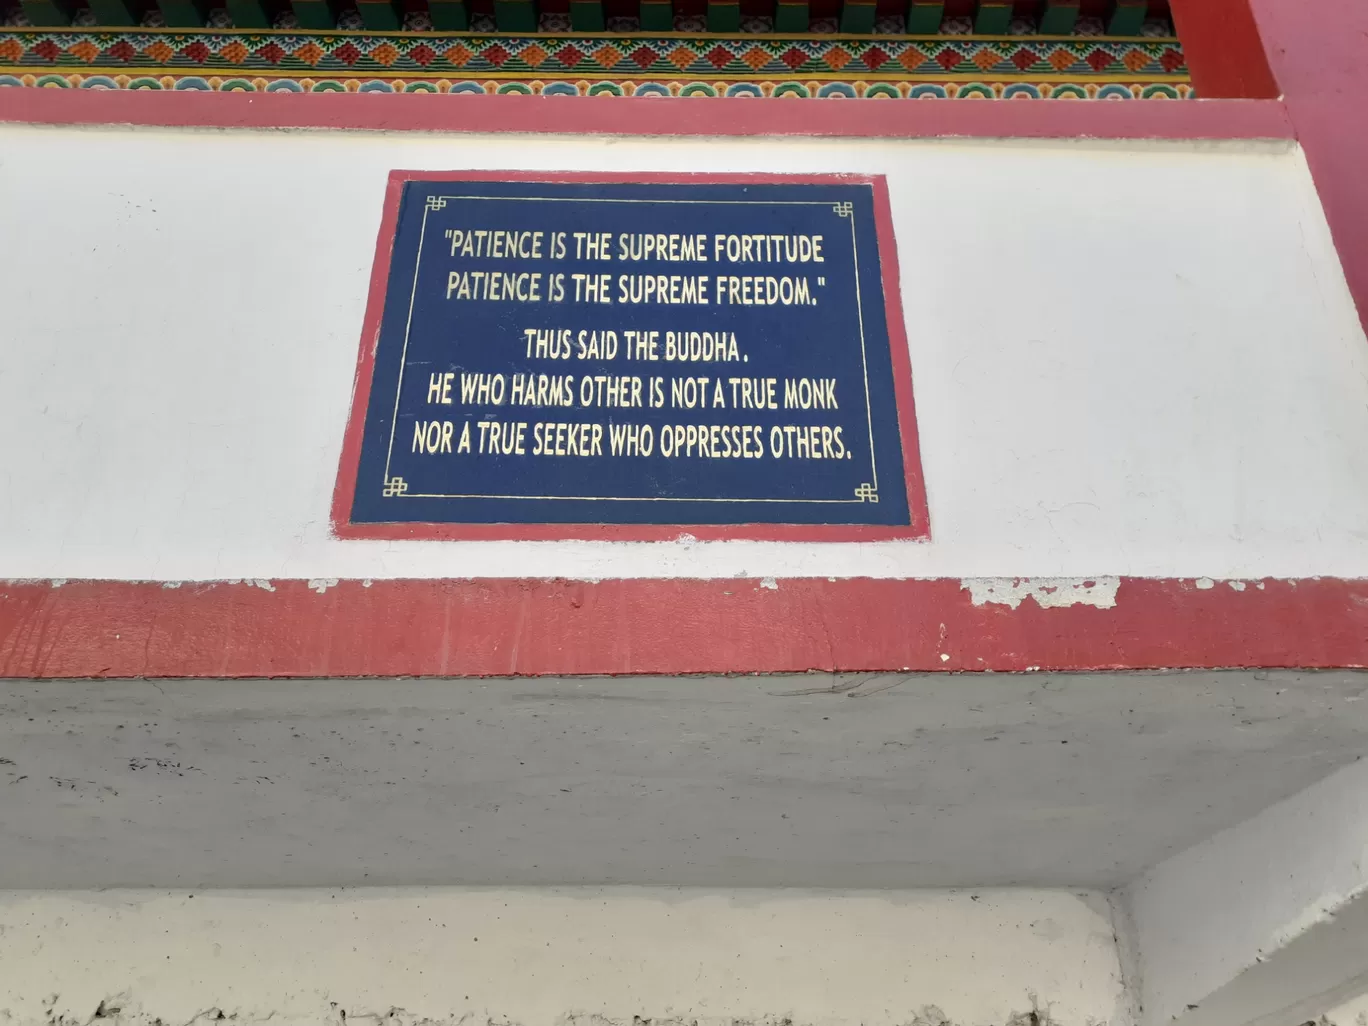 "PATIENCE IS THE SUPREME FORTITUDE
PATIENCE IS THE SUPREME FREEDOM."
THUS SAID THE BUDDHA.
HE WHO HARMS OTHER IS NOT A TRUE MONK
NOR A TRUE SEEKER WHO OPPRESSES OTHERS.